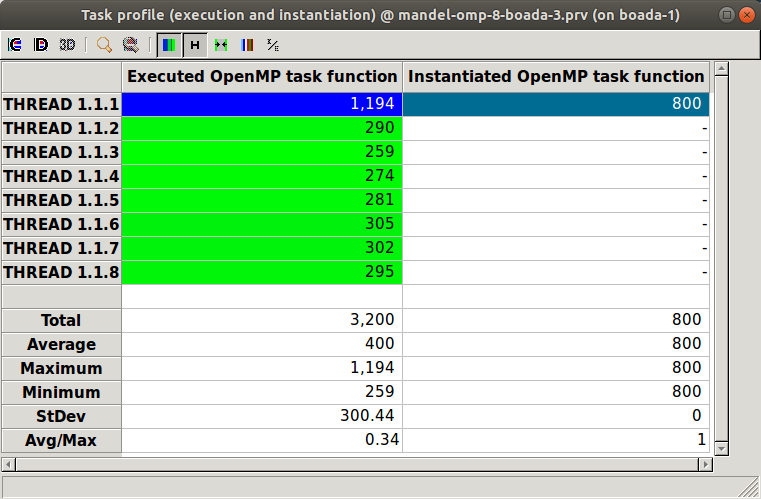 Task profile (execution and instantiation) @ mandel-omp-8-boada-3.prv (on boada-1)
3D
Executed OpenMP task function Instantiated OpenMP task function
THREAD 1.1.1 1,194 800
THREAD 1.1.2 290 -
THREAD 1.1.3 259 -
THREAD 1.1.4 274 -
THREAD 1.1.5 281 -
THREAD 1.1.6 305 -
THREAD 1.1.7 302 -
THREAD 1.1.8 295 -
Total 3,200 800
Average 400 800
Maximum 1,194 800
Minimum 259 800
StDev 300.44 0
Avg/Max 0.34 1